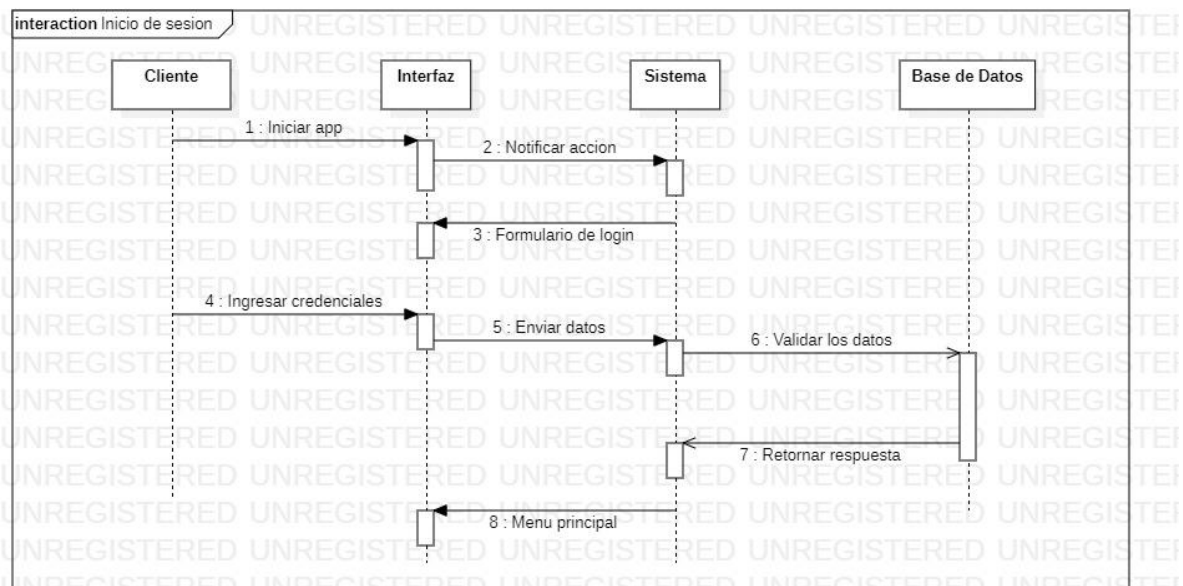 interaction Inicio de sesion
Cliente
Interfaz
Sistema
Base de Datos
1 : Iniciar app
2 : Notificar accion
3 : Formulario de login
4 : Ingresar credenciales
5 : Enviar datos
6 : Validar los datos
7 : Retornar respuesta
8 : Menu principal
UNREGISTERED